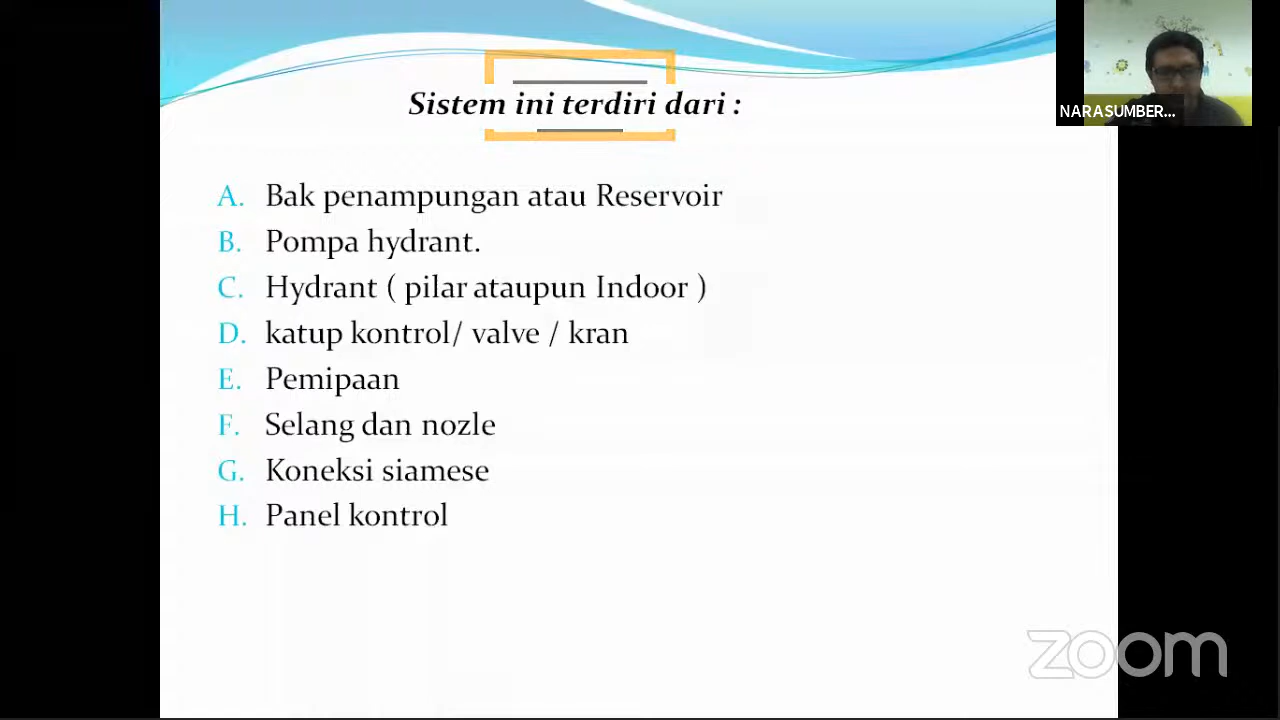 Sistem ini terdiri dari :
NARASUMBER...
A. Bak penampungan atau Reservoir
B. Pompa hydrant.
C. Hydrant ( pilar ataupun Indoor )
D. katup kontrol/ valve / kran
E. Pemipaan
F. Selang dan nozle
G. Koneksi siamese
H. Panel kontrol
zoom